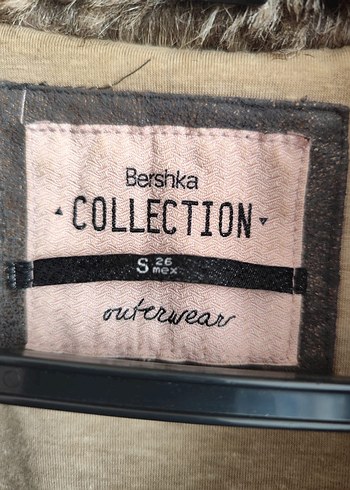 Bershka
COLLECTION
S 26 mex
outerwear